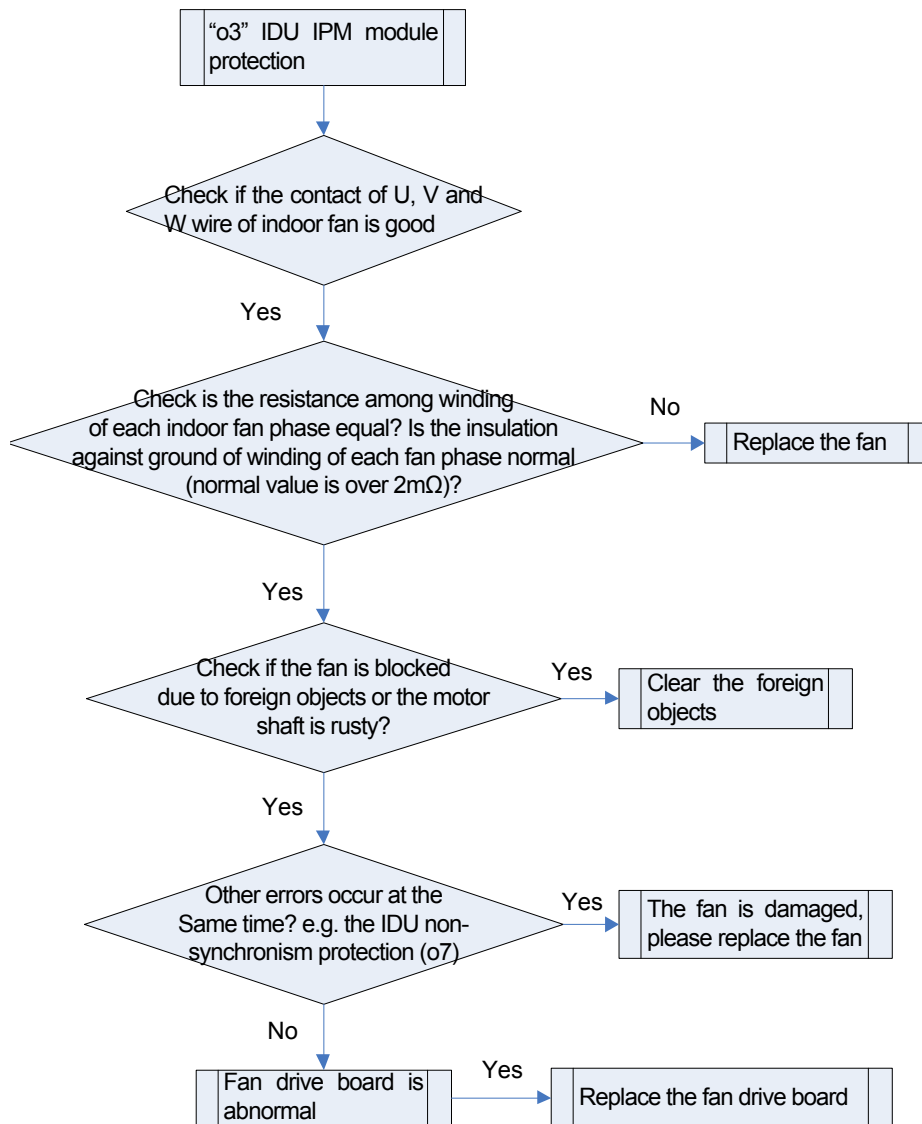 “o3” IDU IPM module
protection
Check if the contact of U, V and
W wire of indoor fan is good
Yes
Check is the resistance among winding
of each indoor fan phase equal? Is the insulation
against ground of winding of each fan phase normal
(normal value is over 2mΩ)?
No
Replace the fan
Yes
Check if the fan is blocked
due to foreign objects or the motor
shaft is rusty?
Yes
Clear the foreign
objects
Yes
Other errors occur at the
Same time? e.g. the IDU non-
synchronism protection (o7)
Yes
The fan is damaged,
please replace the fan
No
Fan drive board is
abnormal
Yes
Replace the fan drive board